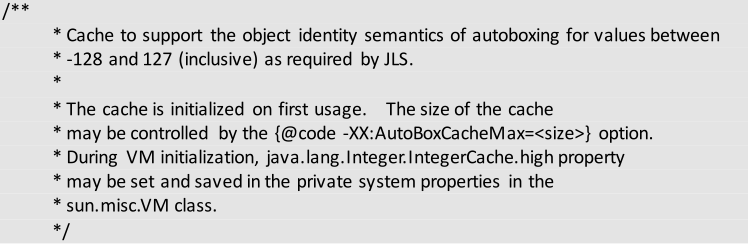 /**
* Cache to support the object identity semantics of autoboxing for values between
* -128 and 127 (inclusive) as required by JLS.
*
* The cache is initialized on first usage. The size of the cache
* may be controlled by the {@code -XX:AutoBoxCacheMax=<size>} option.
* During VM initialization, java.lang.Integer.IntegerCache.high property
* may be set and saved in the private system properties in the
* sun.misc.VM class.
*/